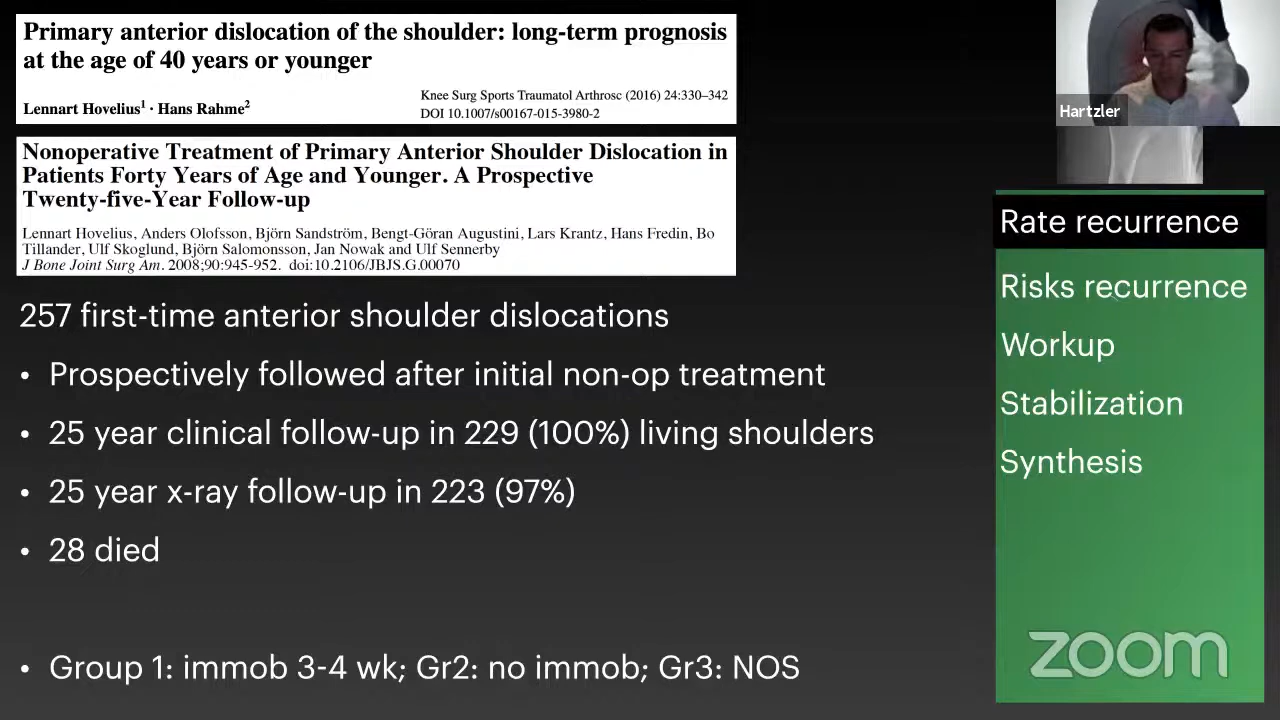 Primary anterior dislocation of the shoulder: long-term prognosis
at the age of 40 years or younger
Lennart Hovelius1 · Hans Rahme2
Knee Surg Sports Traumatol Arthrosc (2016) 24:330–342
DOI 10.1007/s00167-015-3980-2
Nonoperative Treatment of Primary Anterior Shoulder Dislocation in
Patients Forty Years of Age and Younger. A Prospective
Twenty-five-Year Follow-up
Lennart Hovelius, Anders Olofsson, Björn Sandström, Bengt-Göran Augustini, Lars Krantz, Hans Fredin, Bo
Tillander, Ulf Skoglund, Björn Salomonsson, Jan Nowak and Ulf Sennerby
J Bone Joint Surg Am. 2008;90:945-952. doi:10.2106/JBJS.G.00070
257 first-time anterior shoulder dislocations
• Prospectively followed after initial non-op treatment
• 25 year clinical follow-up in 229 (100%) living shoulders
• 25 year x-ray follow-up in 223 (97%)
• 28 died
• Group 1: immob 3-4 wk; Gr2: no immob; Gr3: NOS
Hartzler
Rate recurrence
Risks recurrence
Workup
Stabilization
Synthesis
zoom